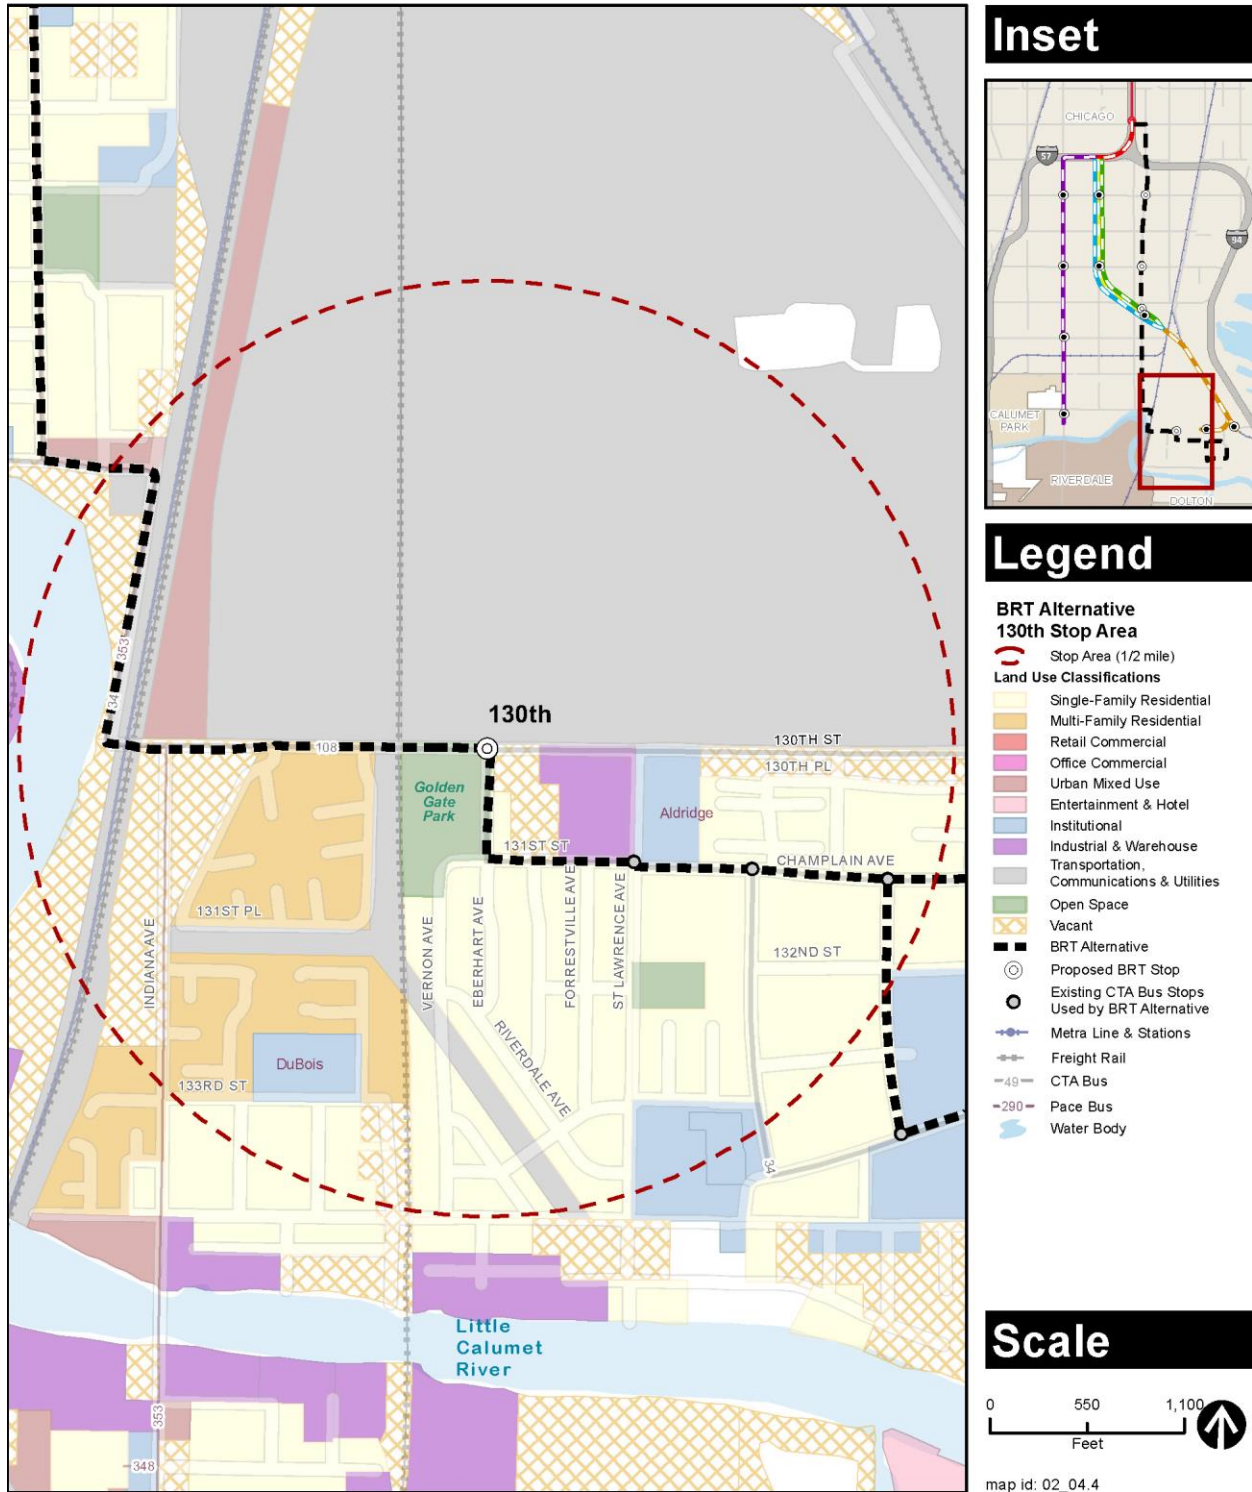 Inset
CHICAGO
57
94
CALUMET
PARK
RIVERDALE
DOLTON
Legend
BRT Alternative
130th Stop Area
Stop Area (1/2 mile)
Land Use Classifications
Single-Family Residential
Multi-Family Residential
Retail Commercial
Office Commercial
Urban Mixed Use
Entertainment & Hotel
Institutional
Industrial & Warehouse
Transportation,
Communications & Utilities
Open Space
Vacant
BRT Alternative
Proposed BRT Stop
Existing CTA Bus Stops
Used by BRT Alternative
Metra Line & Stations
Freight Rail
49 CTA Bus
290 Pace Bus
Water Body
Scale
0 550 1,100
Feet
map id: 02_04.4
353
34
130th
108
130TH ST
130TH PL
Golden
Gate
Park
Aldridge
131ST ST
CHAMPLAIN AVE
131ST PL
132ND ST
INDIANA AVE
VERNON AVE
EBERHART AVE
FORRESTVILLE AVE
ST LAWRENCE AVE
RIVERDALE AVE
DuBois
133RD ST
34
Little
Calumet
River
353
348